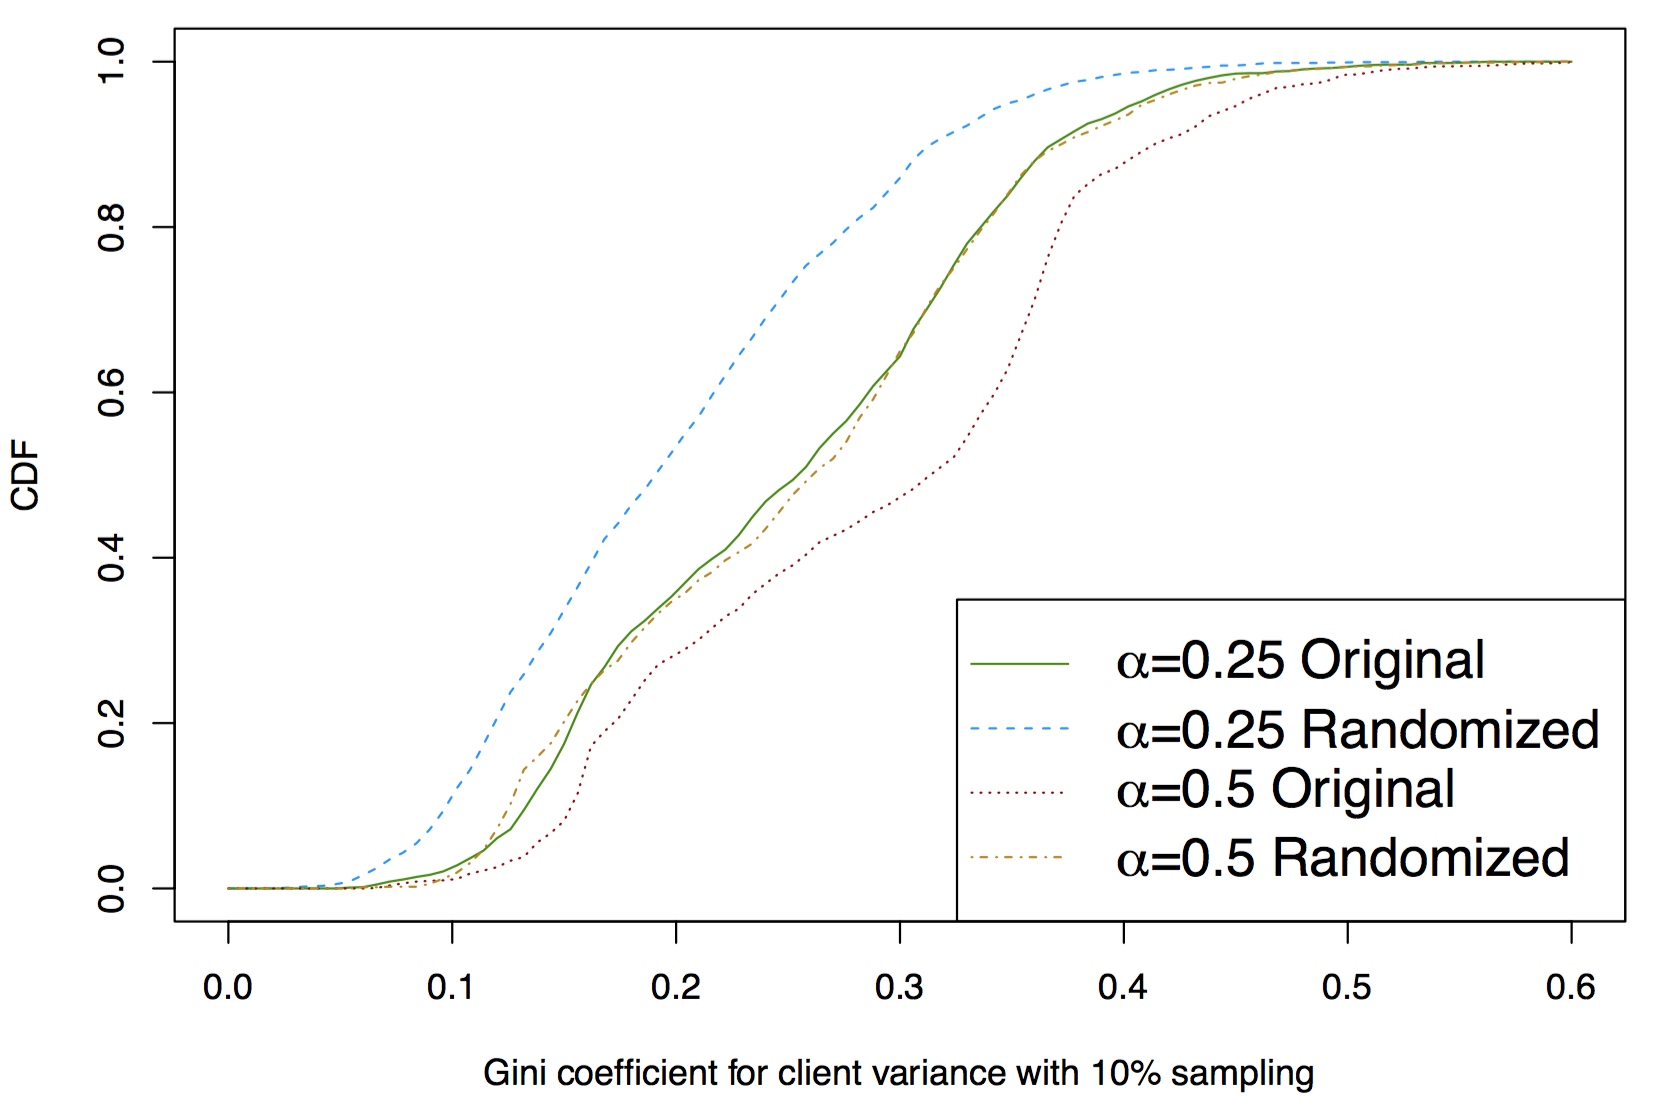 CDF
1.0
0.8
0.6
0.4
0.2
0.0
α=0.25 Original
α=0.25 Randomized
α=0.5 Original
α=0.5 Randomized
0.0 0.1 0.2 0.3 0.4 0.5 0.6
Gini coefficient for client variance with 10% sampling